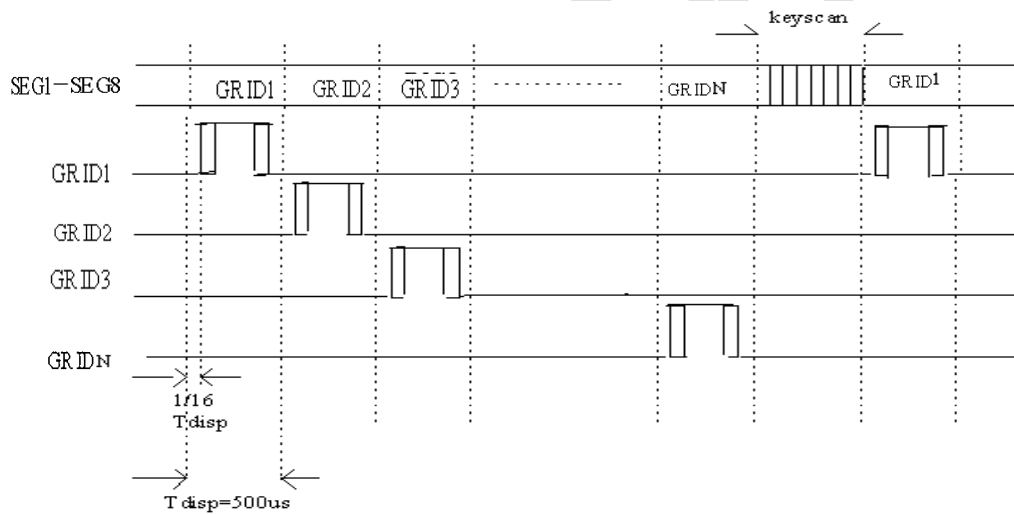 keyscan
SEG1-SEG8 GRID1 GRID2 GRID3 GRIDN GRID1
GRID1
GRID2
GRID3
GRIDN
1/16
Tdisp
Tdisp=500us